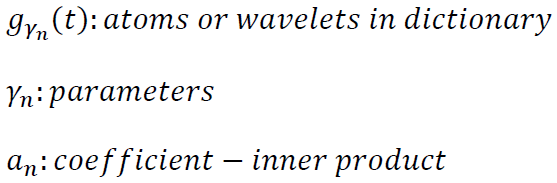 g_{γ_n}(t): atoms or wavelets in dictionary
γ_n: parameters
a_n: coefficient − inner product